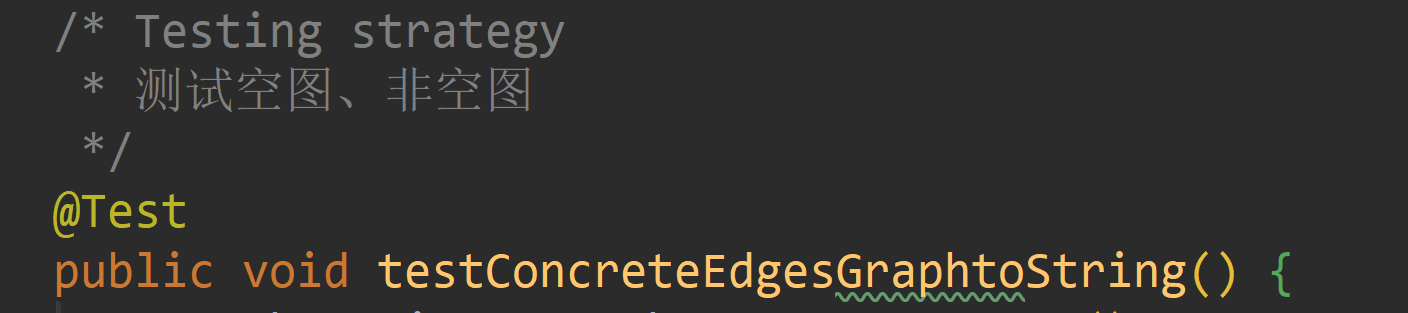 /* Testing strategy
 * 测试空图、非空图
 */
@Test
public void testConcreteEdgesGraphtoString() {